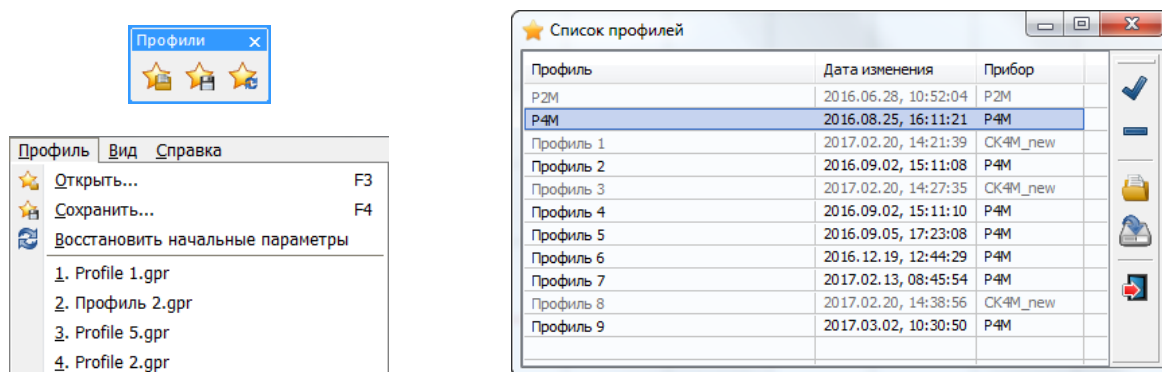 Профили
Профиль Вид Справка
Открыть... F3
Сохранить... F4
Восстановить начальные параметры
1. Profile 1.gpr
2. Профиль 2.gpr
3. Profile 5.gpr
4. Profile 2.gpr
Список профилей
Профиль Дата изменения Прибор
P2M 2016.06.28, 10:52:04 P2M
P4M 2016.08.25, 16:11:21 P4M
Профиль 1 2017.02.20, 14:21:39 CK4M_new
Профиль 2 2016.09.02, 15:11:08 P4M
Профиль 3 2017.02.20, 14:27:35 CK4M_new
Профиль 4 2016.09.02, 15:11:10 P4M
Профиль 5 2016.09.05, 17:23:08 P4M
Профиль 6 2016.12.19, 12:44:29 P4M
Профиль 7 2017.02.13, 08:45:54 P4M
Профиль 8 2017.02.20, 14:38:56 CK4M_new
Профиль 9 2017.03.02, 10:30:50 P4M